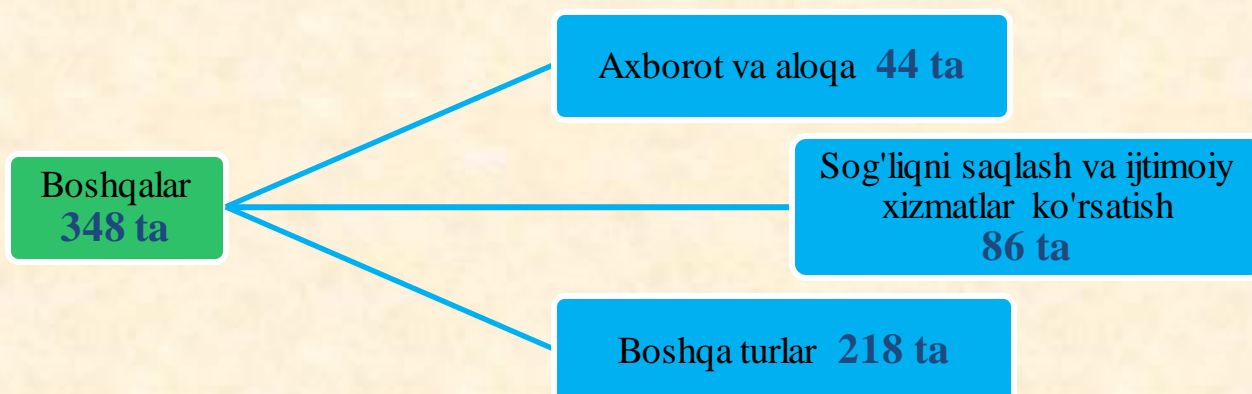 Axborot va aloqa 44 ta
Boshqalar
348 ta
Sog'liqni saqlash va ijtimoiy
xizmatlar ko'rsatish
86 ta
Boshqa turlar 218 ta